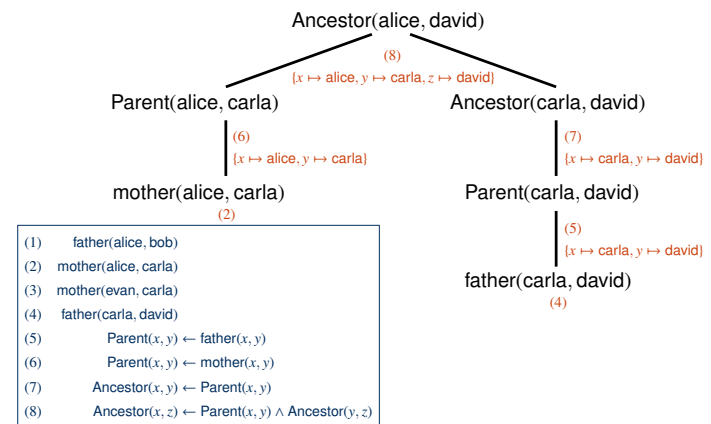 Ancestor(alice, david)
(8)
{x ↦ alice, y ↦ carla, z ↦ david}
Parent(alice, carla)
Ancestor(carla, david)
(6)
{x ↦ alice, y ↦ carla}
(7)
{x ↦ carla, y ↦ david}
mother(alice, carla)
(2)
Parent(carla, david)
(5)
{x ↦ carla, y ↦ david}
father(carla, david)
(4)
(1) father(alice, bob)
(2) mother(alice, carla)
(3) mother(evan, carla)
(4) father(carla, david)
(5) Parent(x, y) ← father(x, y)
(6) Parent(x, y) ← mother(x, y)
(7) Ancestor(x, y) ← Parent(x, y)
(8) Ancestor(x, z) ← Parent(x, y) ∧ Ancestor(y, z)